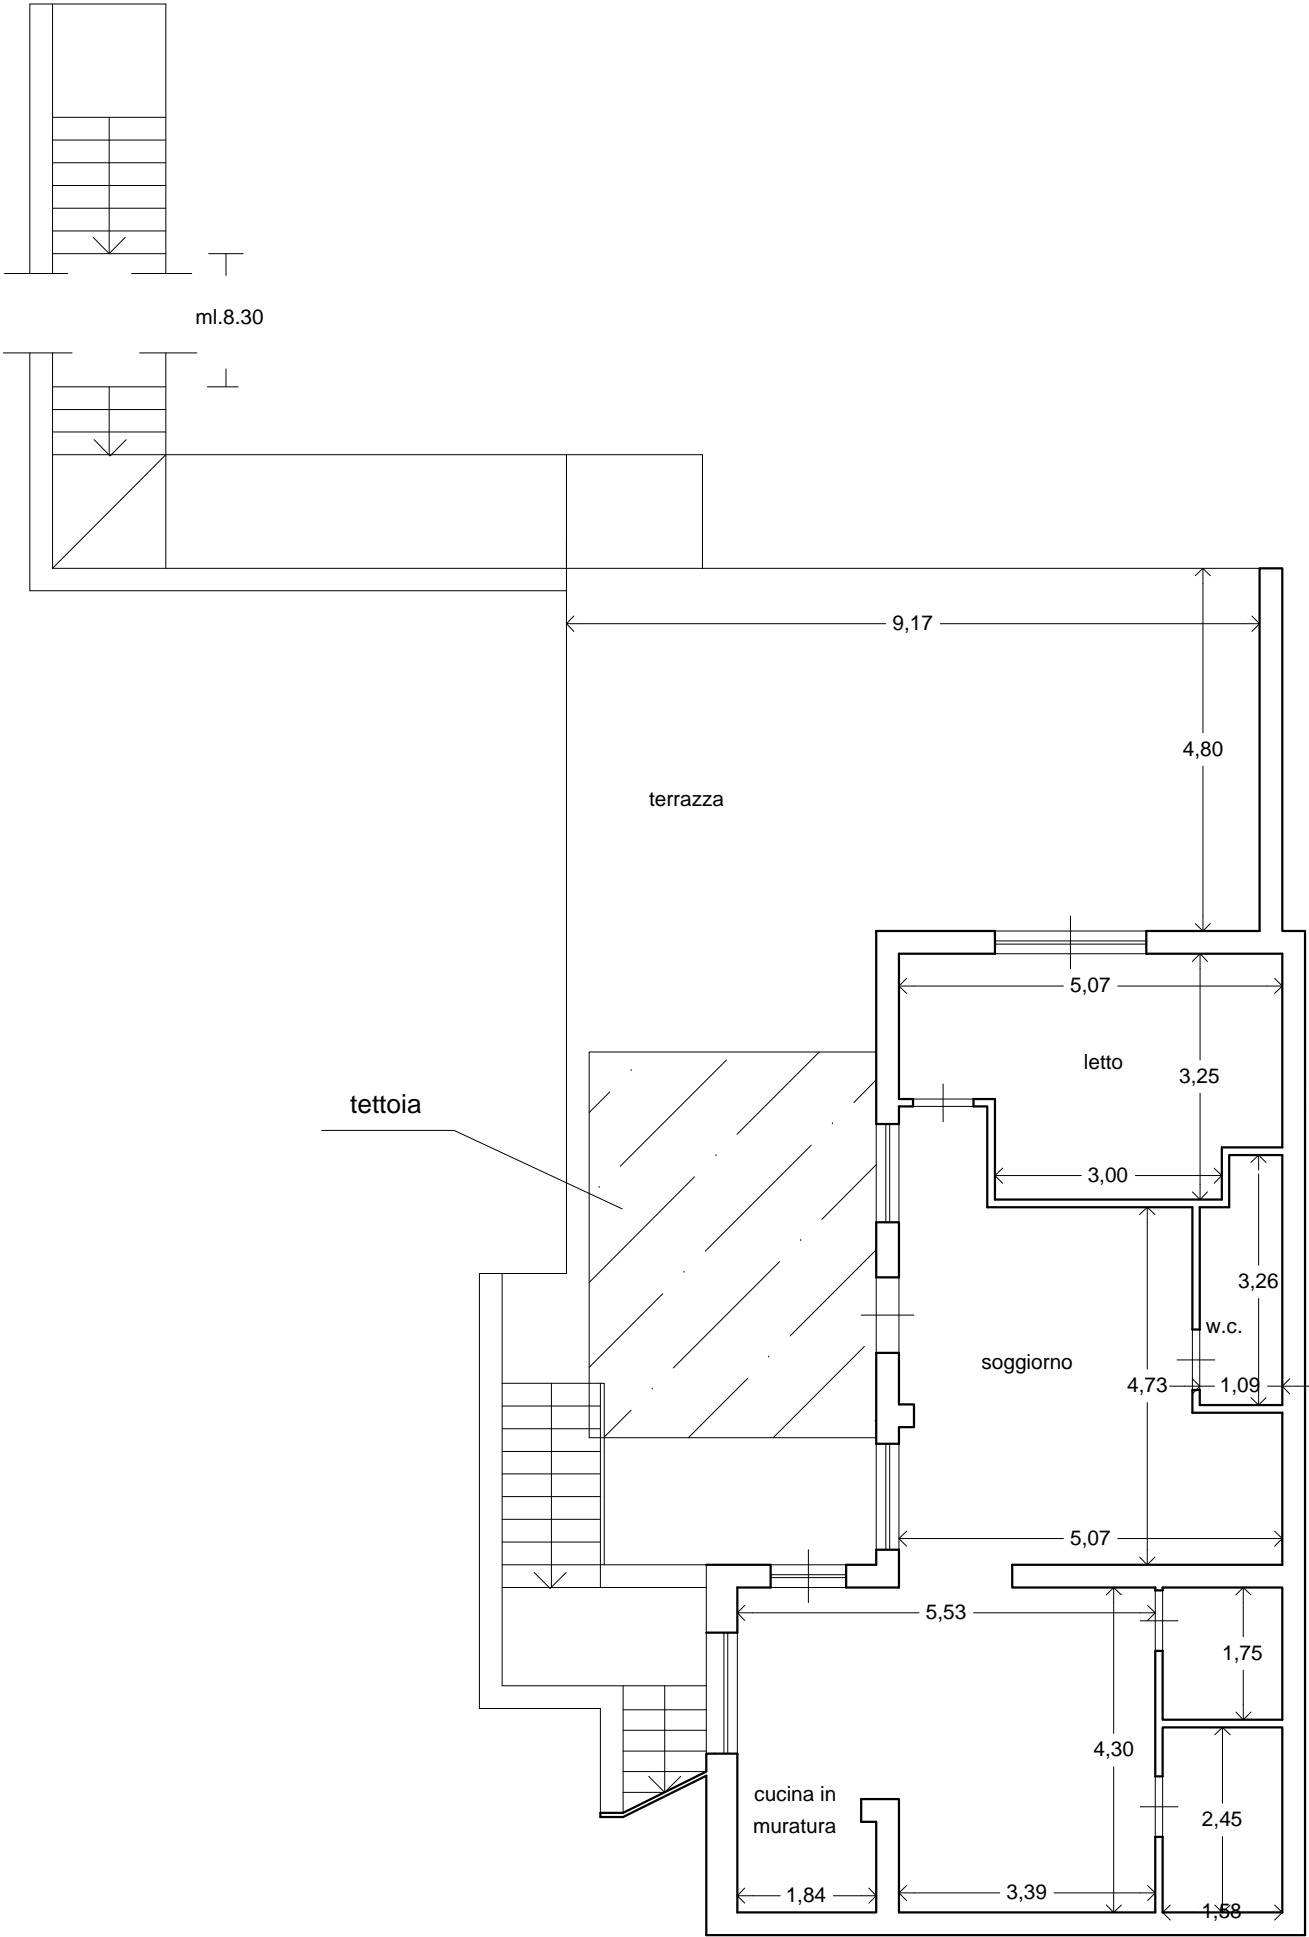 ml.8.30
9,17
4,80
terrazza
5,07
letto
3,25
tettoia
3,00
3,26
w.c.
soggiorno
4,73
1,09
5,07
5,53
1,75
4,30
cucina in
muratura
2,45
1,84
3,39
1,58